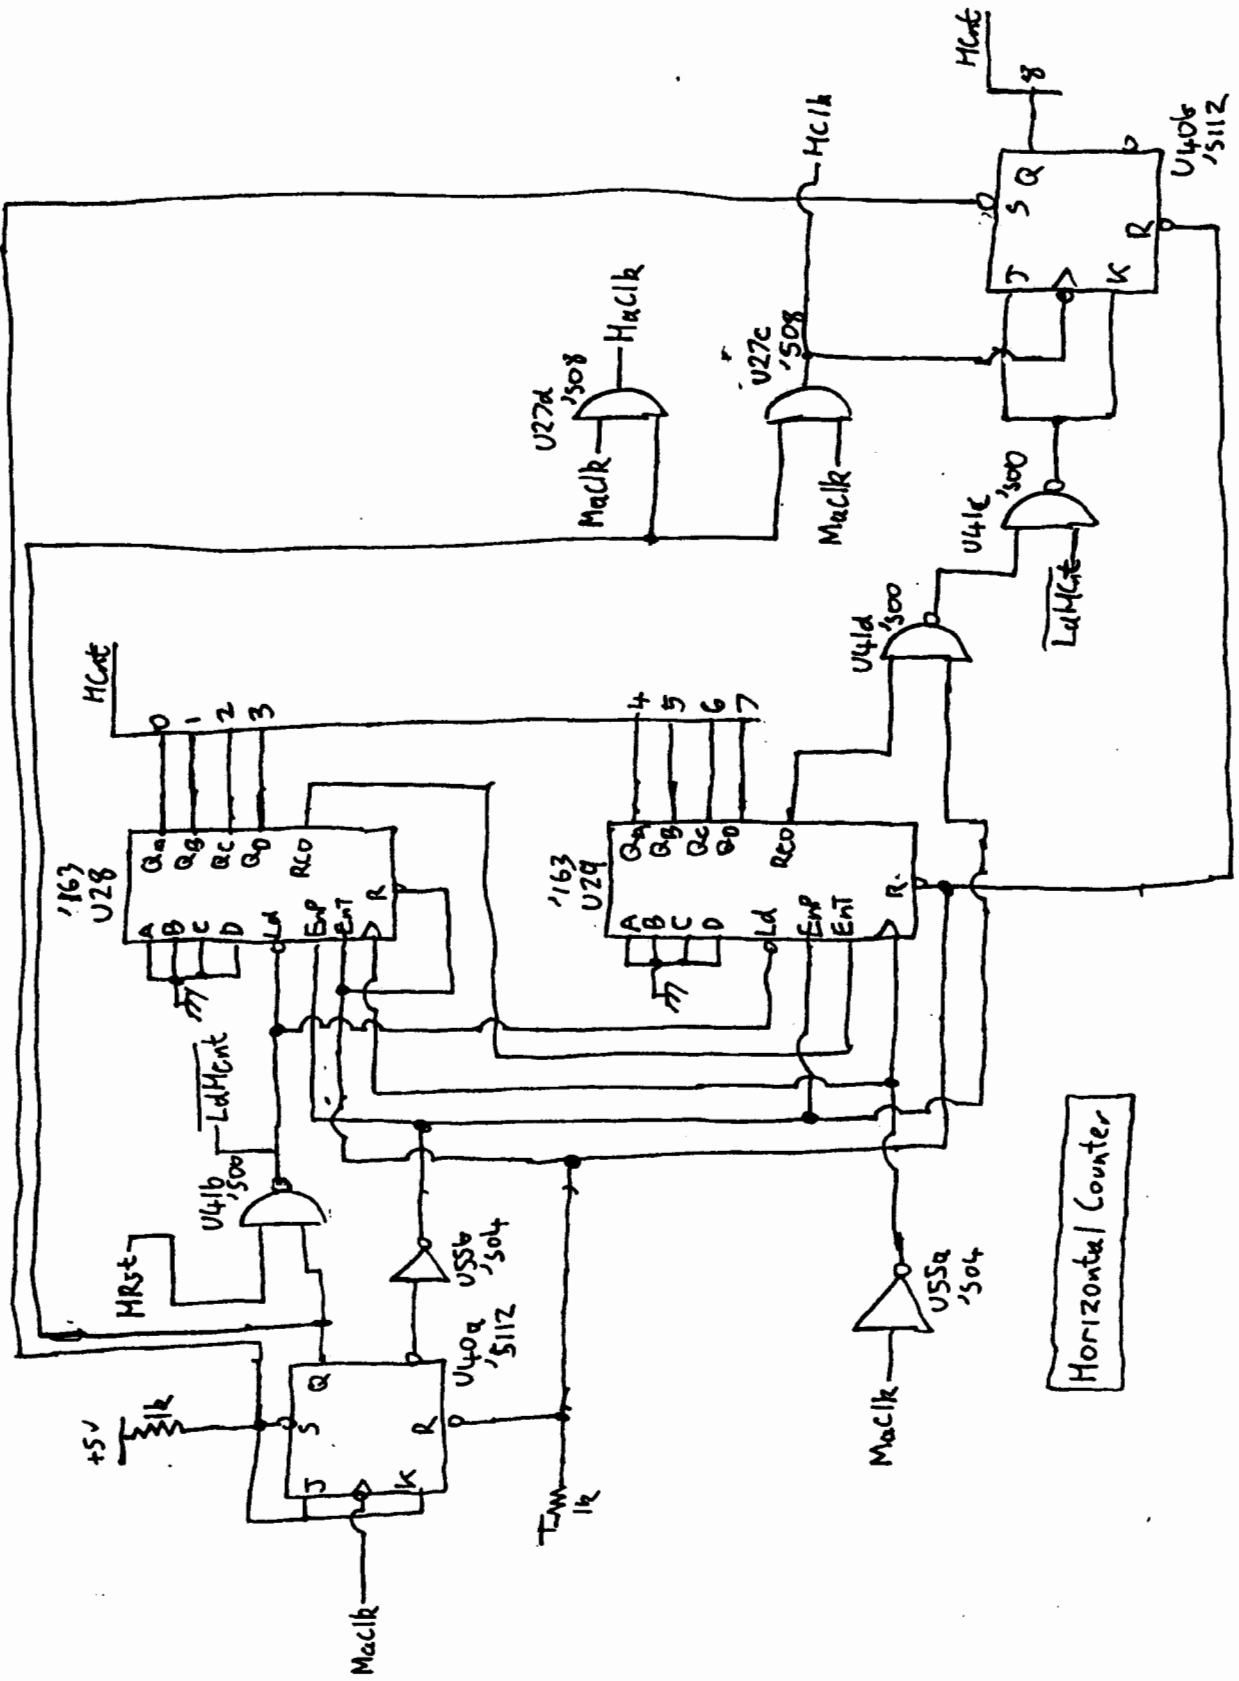 +5v
1k
HRst
U41b
'S00
LdHCnt
'163
U28
A
B
C
D
Ld
EnP
EnT
R
QA
QB
QC
QD
RCO
HCnt
0
1
2
3
MaClk
J
K
S
R
Q
U40a
'S112
U55b
'S04
T
1k
'163
U29
A
B
C
D
Ld
EnP
EnT
R
QA
QB
QC
QD
RCO
4
5
6
7
U27d
'S08
MaClk
HaClk
U27c
'S08
MaClk
HClk
MaClk
U55a
'S04
U41d
'S00
U41c
'S00
LdHCnt
J
K
S
R
Q
8
HCnt
U40b
'S112
Horizontal Counter